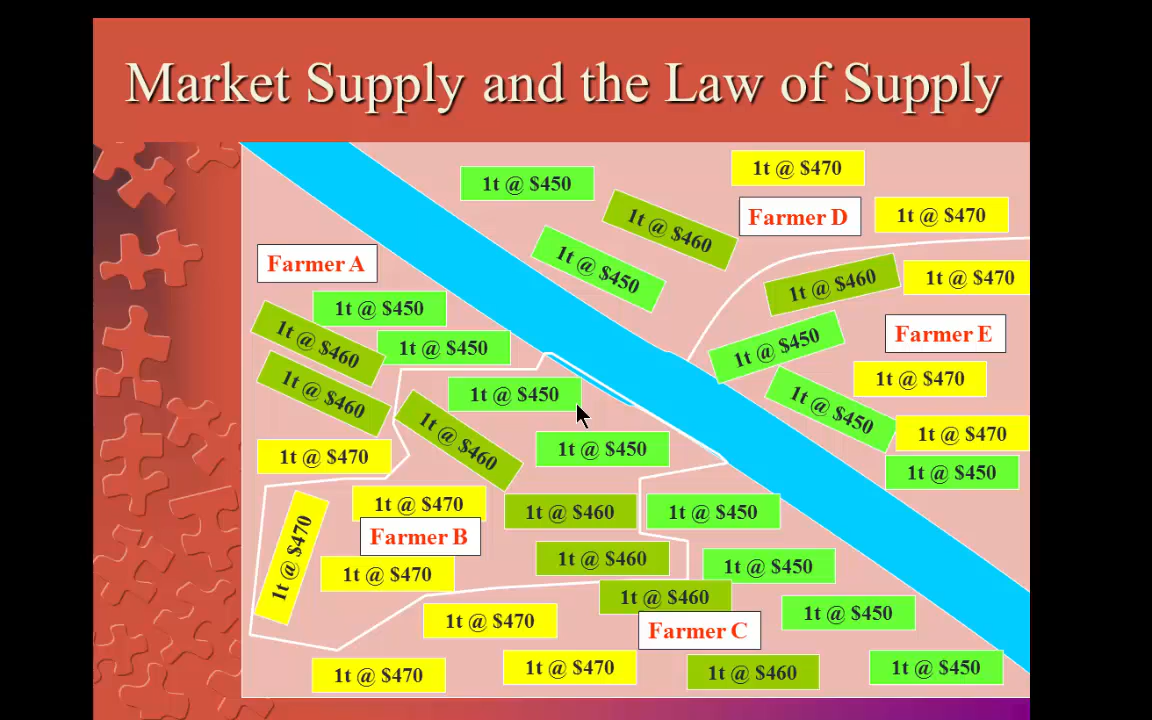 Market Supply and the Law of Supply
1t @ $470
1t @ $450
1t @ $460
Farmer D
1t @ $470
1t @ $450
Farmer A
1t @ $460
1t @ $470
1t @ $450
1t @ $460
1t @ $450
1t @ $450
Farmer E
1t @ $460
1t @ $450
1t @ $470
1t @ $450
1t @ $460
1t @ $450
1t @ $470
1t @ $450
1t @ $470
1t @ $450
1t @ $470
1t @ $460
1t @ $450
1t @ $470
Farmer B
1t @ $460
1t @ $450
1t @ $470
1t @ $460
1t @ $450
1t @ $470
Farmer C
1t @ $470
1t @ $470
1t @ $460
1t @ $450